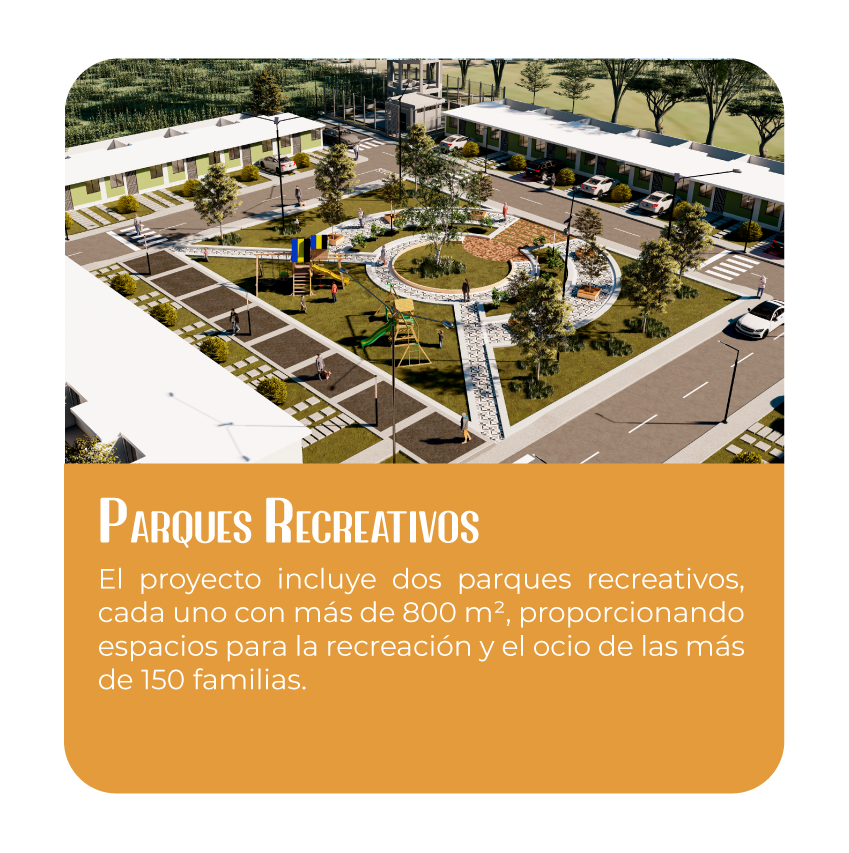 Parques Recreativos
El proyecto incluye dos parques recreativos,
cada uno con más de 800 m², proporcionando
espacios para la recreación y el ocio de las más
de 150 familias.